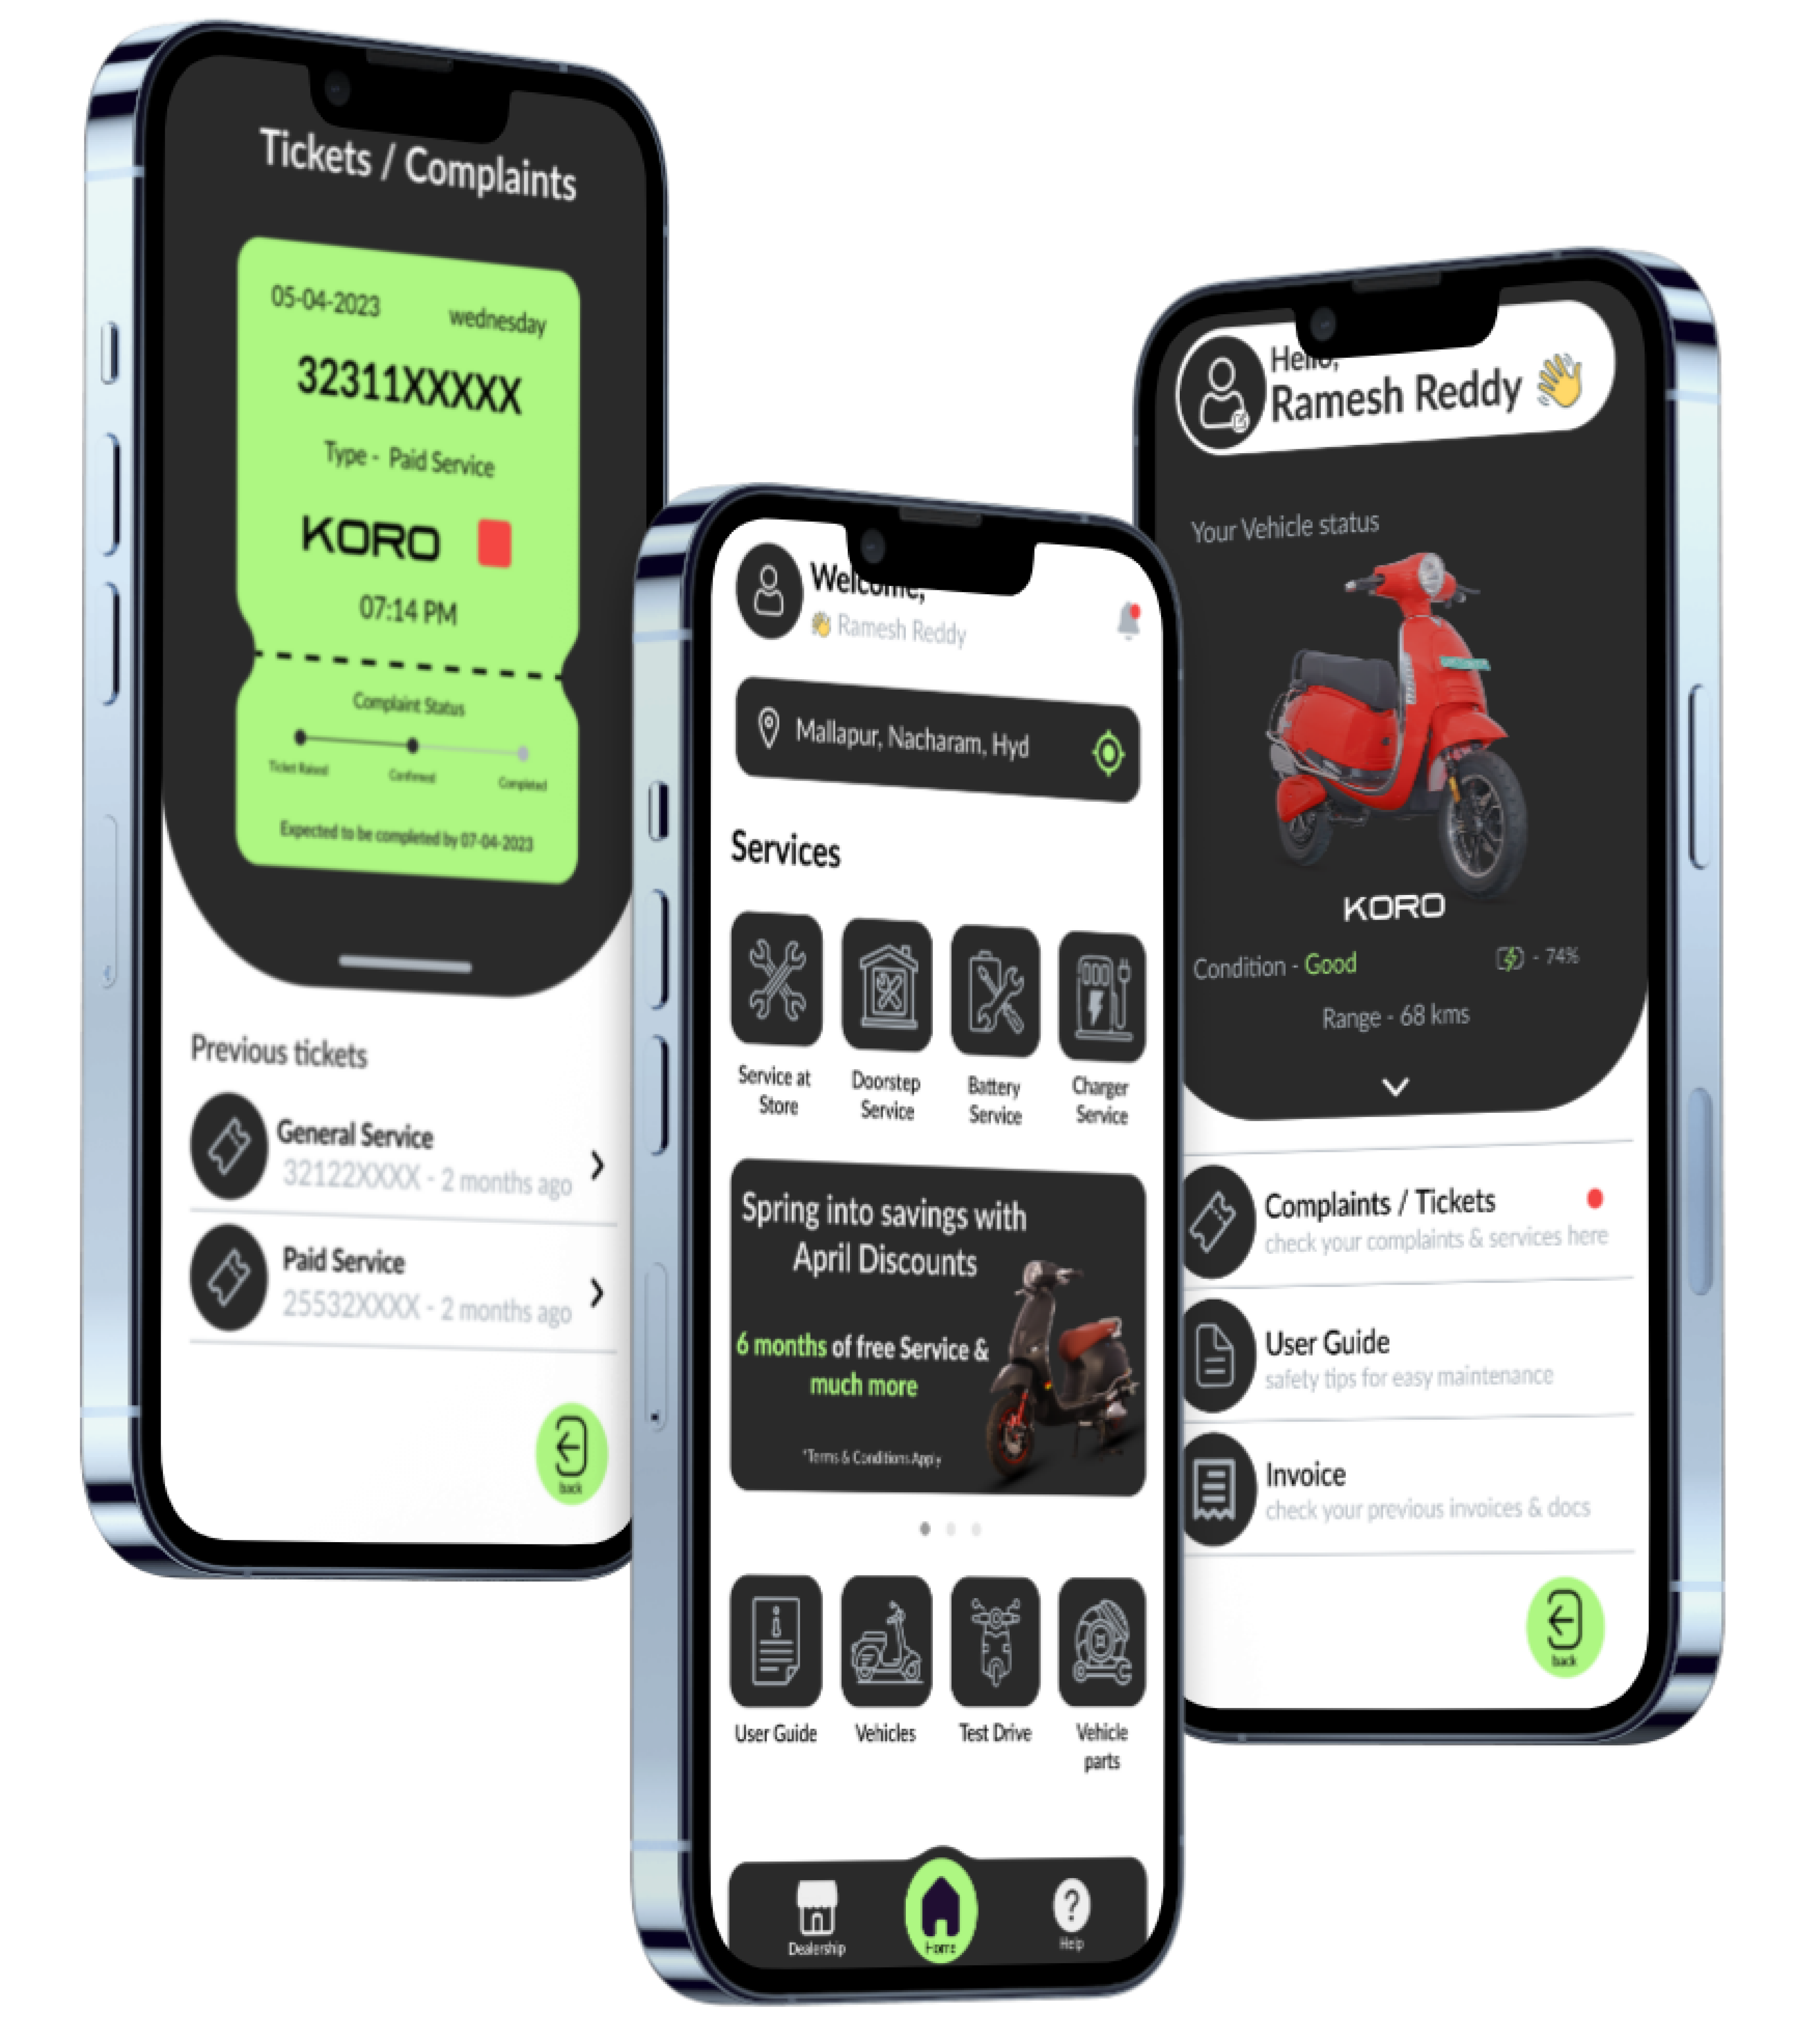 Tickets / Complaints
05-04-2023
wednesday
32311XXXXX
Type - Paid Service
KORO
07:14 PM
Complaint Status
Ticket Raised
Confirmed
Completed
Expected to be completed by 07-04-2023
Previous tickets
General Service
32122XXXX - 2 months ago
Paid Service
25532XXXX - 2 months ago
back
Welcome,
Ramesh Reddy
Mallapur, Nacharam, Hyd
Services
Service at
Store
Doorstep
Service
Battery
Service
Charger
Service
Spring into savings with
April Discounts
6 months of free Service &
much more
*Terms & Conditions Apply
User Guide
Vehicles
Test Drive
Vehicle
parts
Dealership
Home
Help
Hello,
Ramesh Reddy
Your Vehicle status
KORO
Condition - Good
- 74%
Range - 68 kms
Complaints / Tickets
check your complaints & services here
User Guide
safety tips for easy maintenance
Invoice
check your previous invoices & docs
back